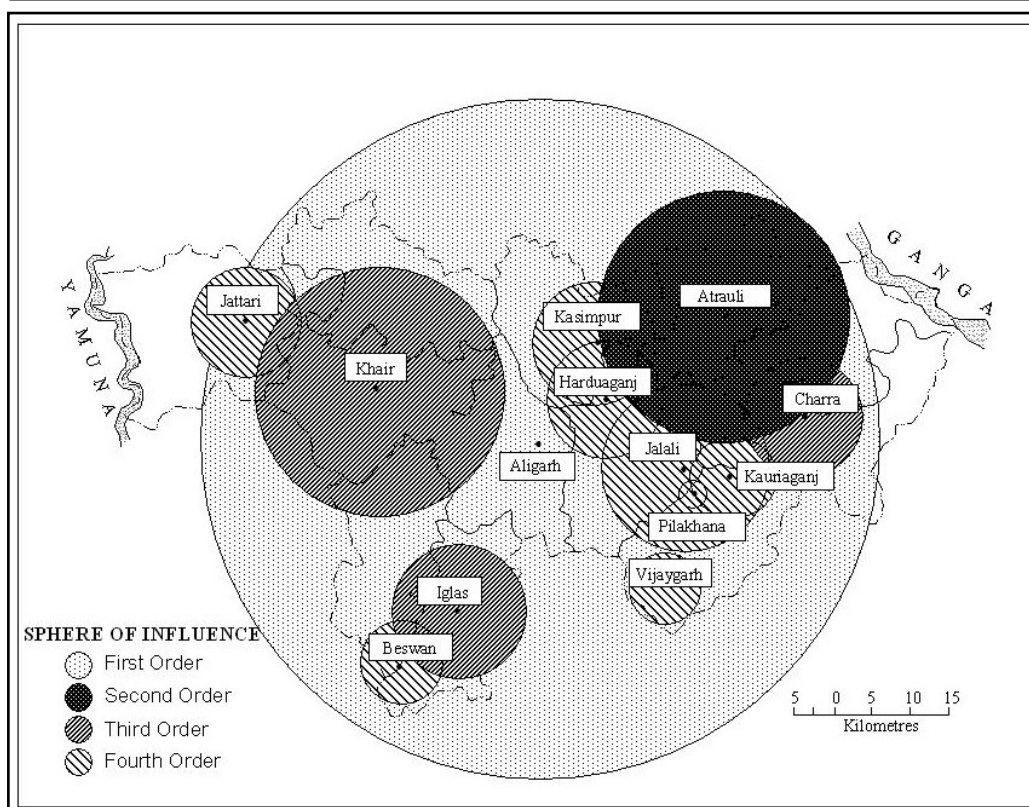 GANGA
YAMUNA
Jattari
Atrauli
Kasimpur
Khair
Harduaganj
Charra
Jalali
Aligarh
Kauriaganj
Pilakhana
Vijaygarh
Iglas
Beswan
SPHERE OF INFLUENCE
First Order
Second Order
Third Order
Fourth Order
5 0 5 10 15
Kilometres